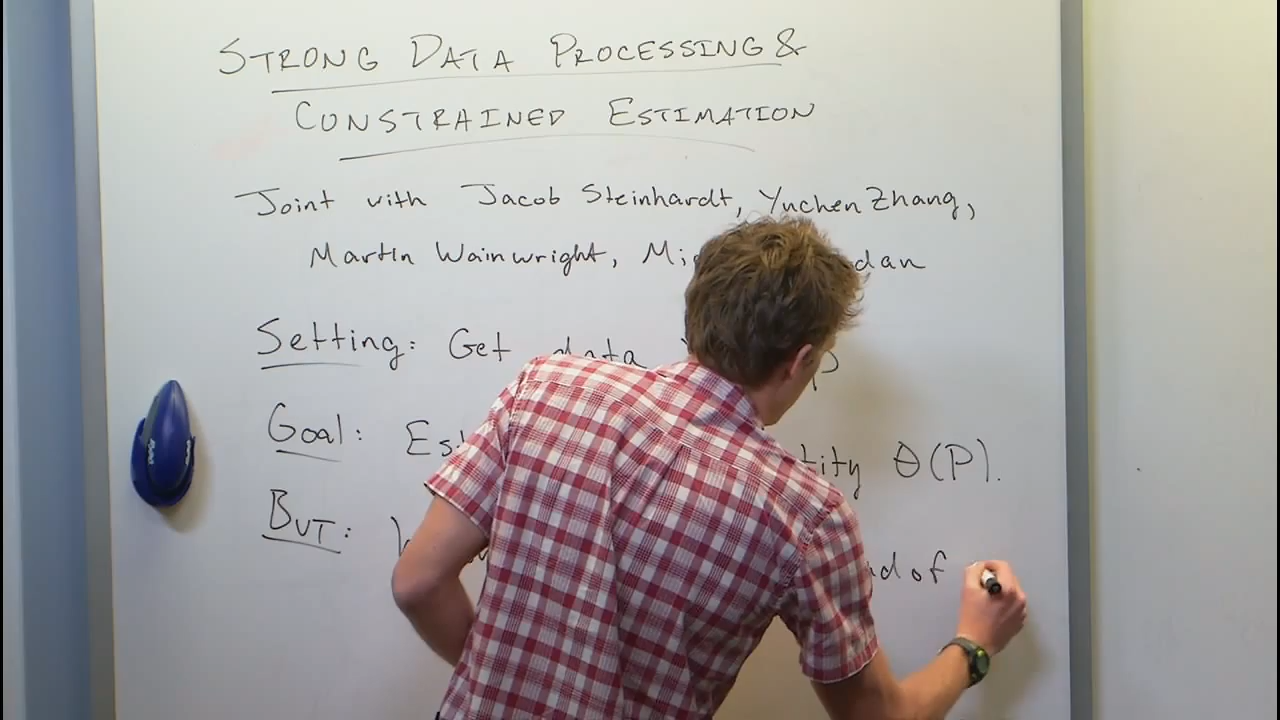 STRONG DATA PROCESSING &
CONSTRAINED ESTIMATION
Joint with Jacob Steinhardt, Yuchen Zhang,
Martin Wainwright, Mi dan
Setting: Get data P
Goal: Est tity θ(P).
BUT: of